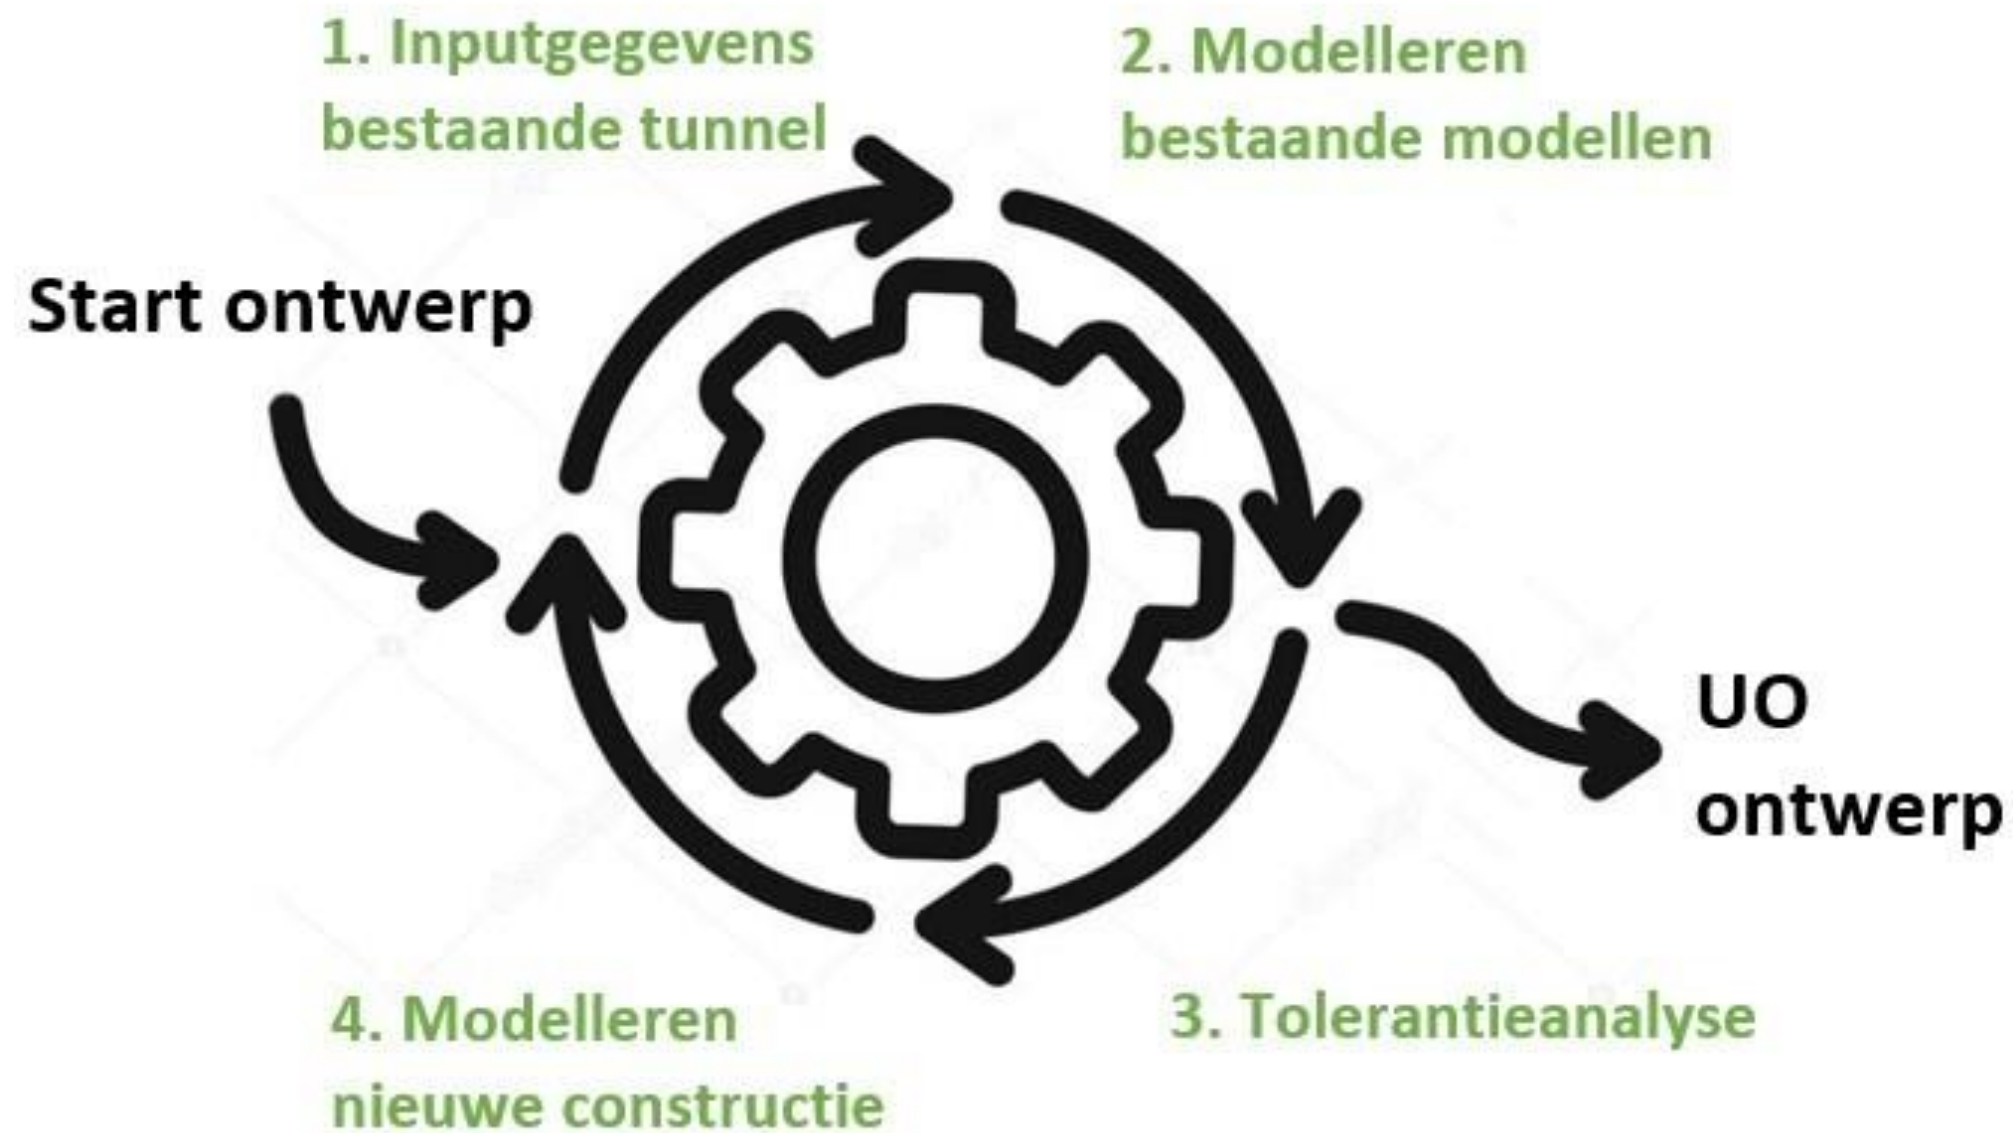 1. Inputgegevens
bestaande tunnel
2. Modelleren
bestaande modellen
Start ontwerp
UO
ontwerp
3. Tolerantieanalyse
4. Modelleren
nieuwe constructie